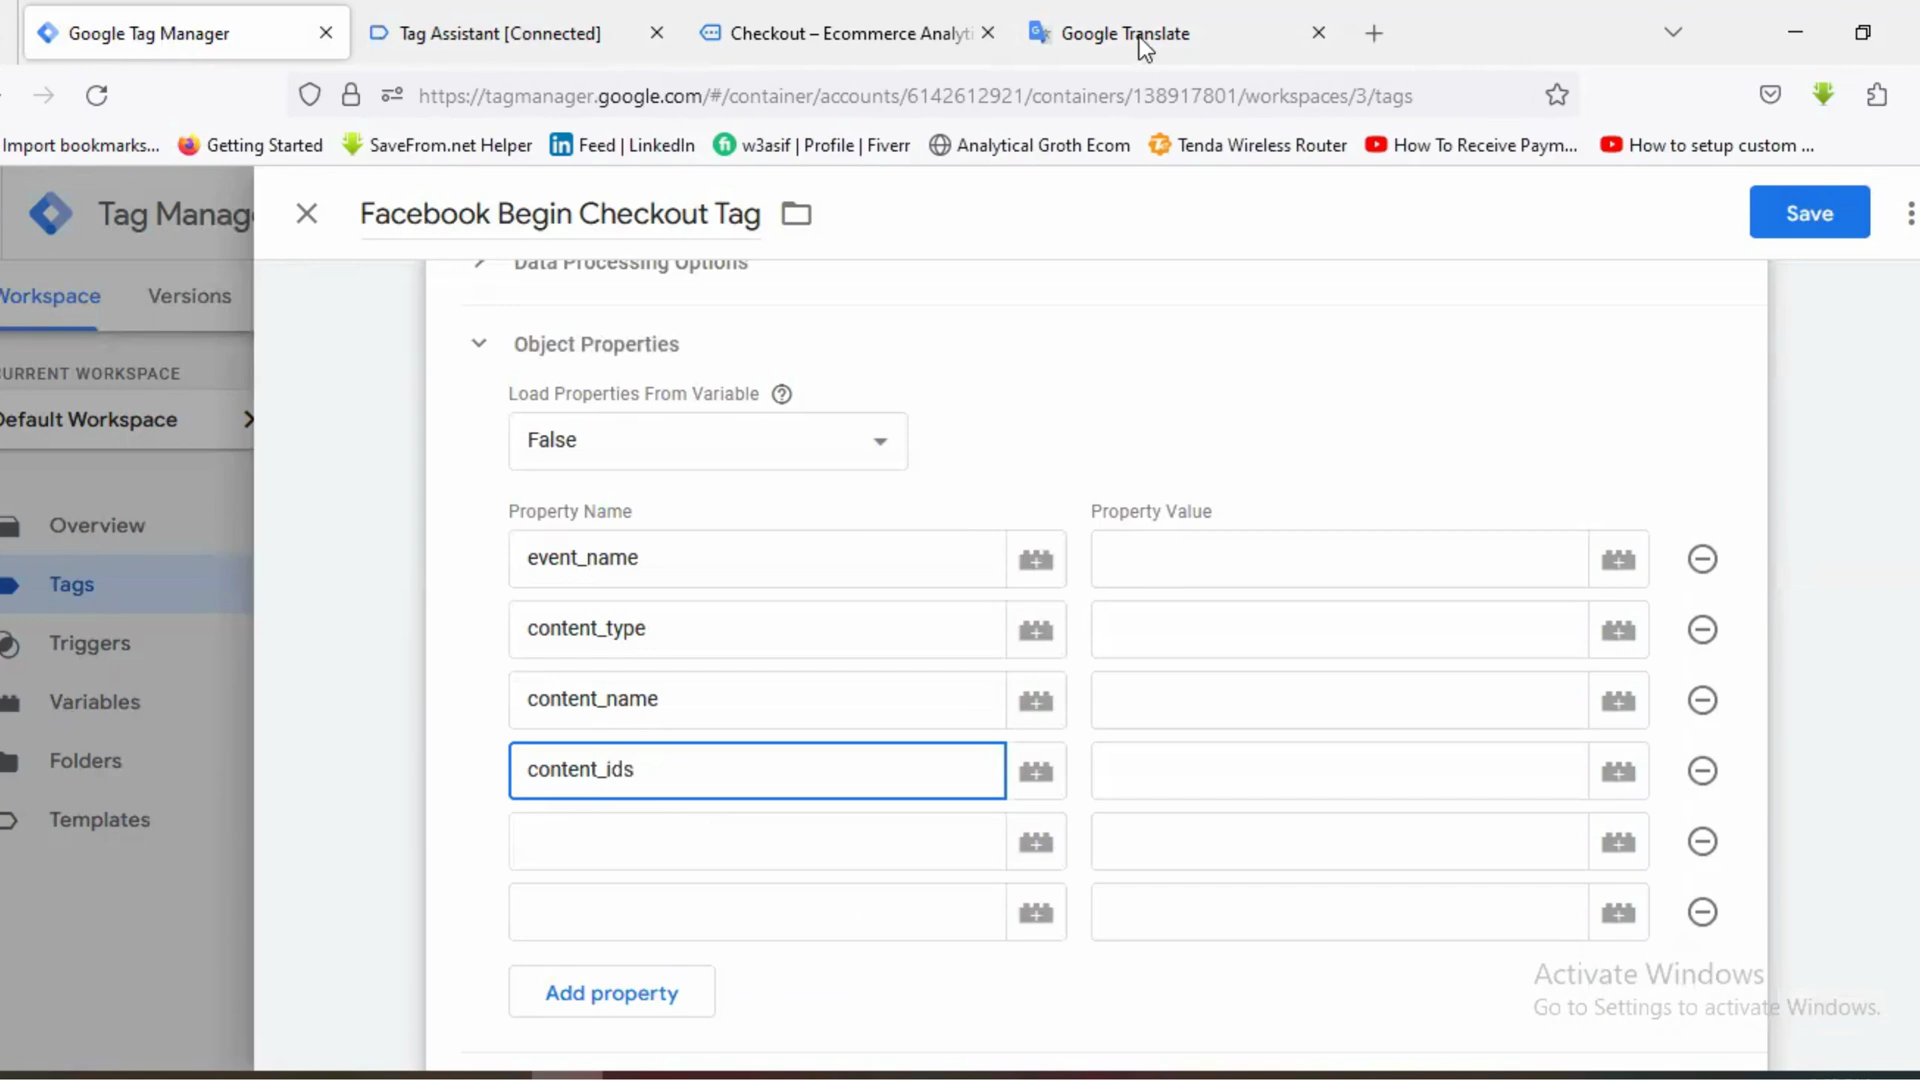 Google Tag Manager
Tag Assistant [Connected]
Checkout – Ecommerce Analyti
Google Translate
https://tagmanager.google.com/#/container/accounts/6142612921/containers/138917801/workspaces/3/tags
Import bookmarks...
Getting Started
SaveFrom.net Helper
Feed | LinkedIn
w3asif | Profile | Fiverr
Analytical Groth Ecom
Tenda Wireless Router
How To Receive Paym...
How to setup custom ...
Tag Manage
Facebook Begin Checkout Tag
Save
Workspace
Versions
CURRENT WORKSPACE
Default Workspace
Overview
Tags
Triggers
Variables
Folders
Templates
Data Processing Options
Object Properties
Load Properties From Variable
False
Property Name
Property Value
event_name
content_type
content_name
content_ids
Add property
Activate Windows
Go to Settings to activate Windows.